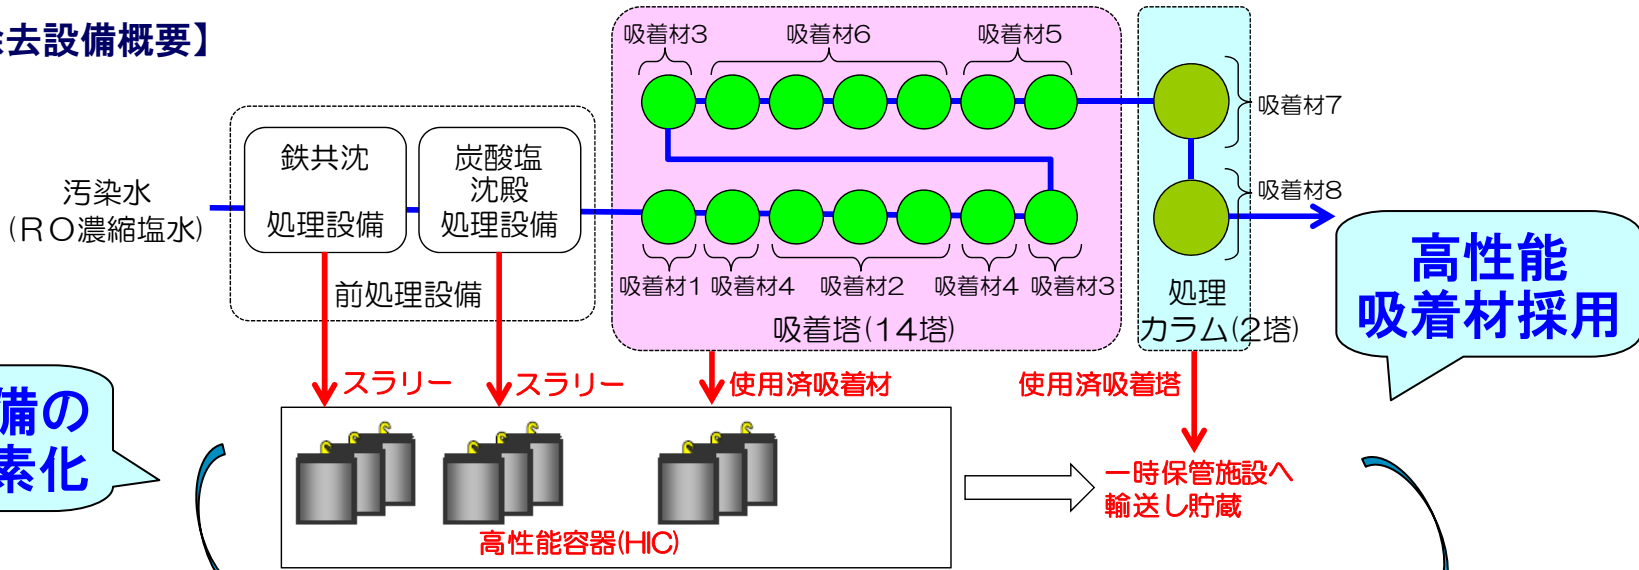 去設備概要】
吸着材3
吸着材6
吸着材5
吸着材7
鉄共沈
処理設備
炭酸塩
沈殿
処理設備
汚染水
(RO濃縮塩水)
吸着材8
前処理設備
吸着材1
吸着材4
吸着材2
吸着材4
吸着材3
吸着塔(14塔)
処理
カラム(2塔)
高性能
吸着材採用
スラリー
スラリー
使用済吸着材
使用済吸着塔
備の
素化
高性能容器(HIC)
一時保管施設へ
輸送し貯蔵